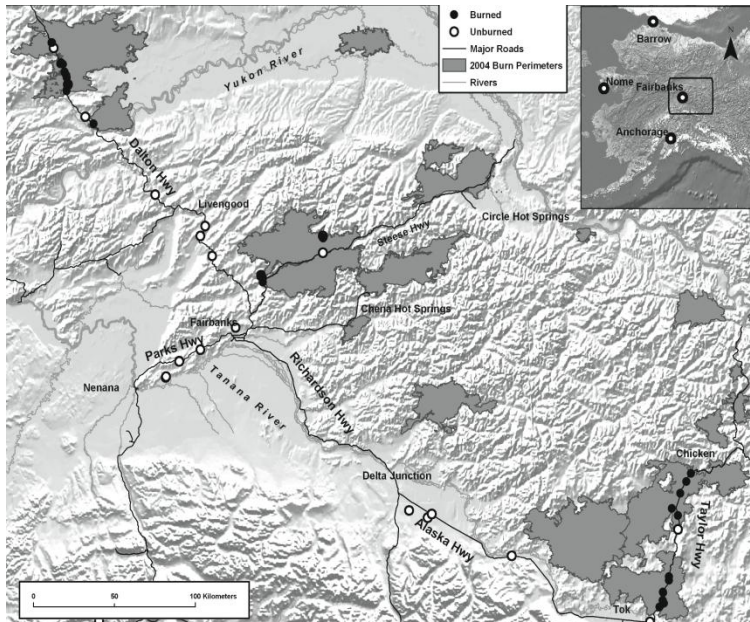 Burned
Unburned
Major Roads
2004 Burn Perimeters
Rivers
Barrow
Nome
Fairbanks
Anchorage
Yukon River
Dalton Hwy
Livengood
Circle Hot Springs
Steese Hwy
Chena Hot Springs
Fairbanks
Parks Hwy
Nenana
Tanana River
Richardson Hwy
Delta Junction
Alaska Hwy
Chicken
Taylor Hwy
Tok
0 50 100 Kilometers